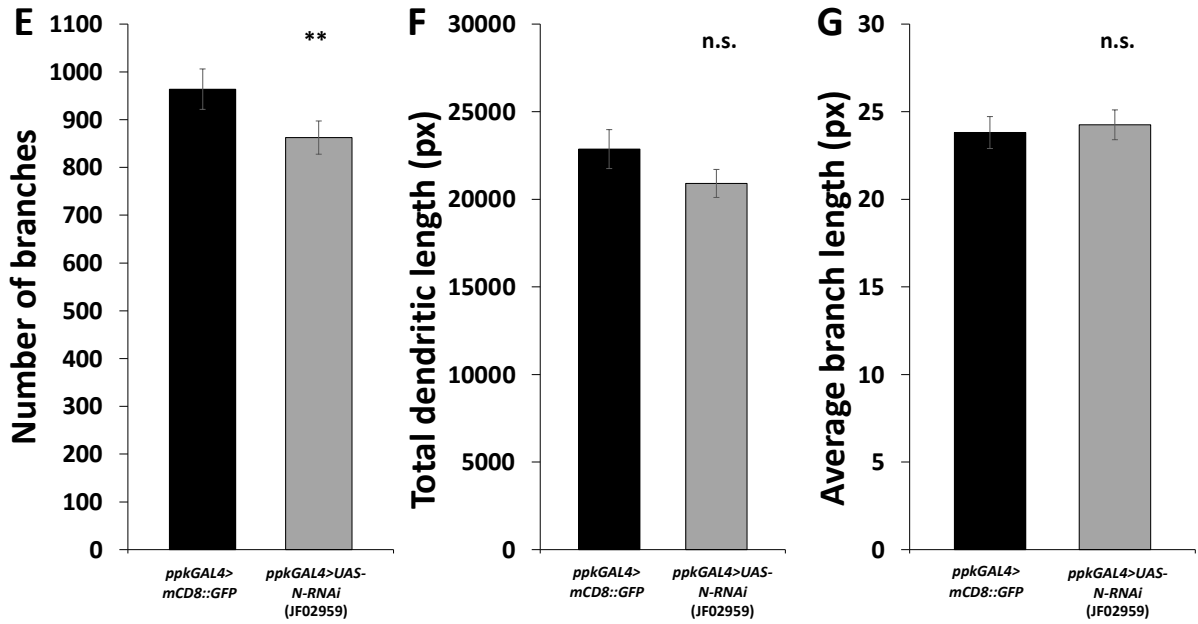 E
Number of branches
1100
1000
900
800
700
600
500
400
300
200
100
0
**
ppkGAL4>
mCD8::GFP
ppkGAL4>UAS-
N-RNAi
(JF02959)
F
Total dendritic length (px)
30000
25000
20000
15000
10000
5000
0
n.s.
ppkGAL4>
mCD8::GFP
ppkGAL4>UAS-
N-RNAi
(JF02959)
G
Average branch length (px)
30
25
20
15
10
5
0
n.s.
ppkGAL4>
mCD8::GFP
ppkGAL4>UAS-
N-RNAi
(JF02959)